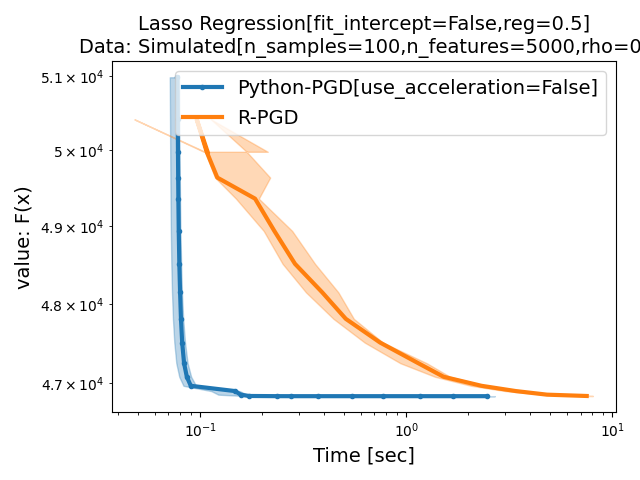 Lasso Regression[fit_intercept=False,reg=0.5]
Data: Simulated[n_samples=100,n_features=5000,rho=0
Python-PGD[use_acceleration=False]
R-PGD
value: F(x)
5.1 × 10⁴
5 × 10⁴
4.9 × 10⁴
4.8 × 10⁴
4.7 × 10⁴
10⁻¹ 10⁰ 10¹
Time [sec]